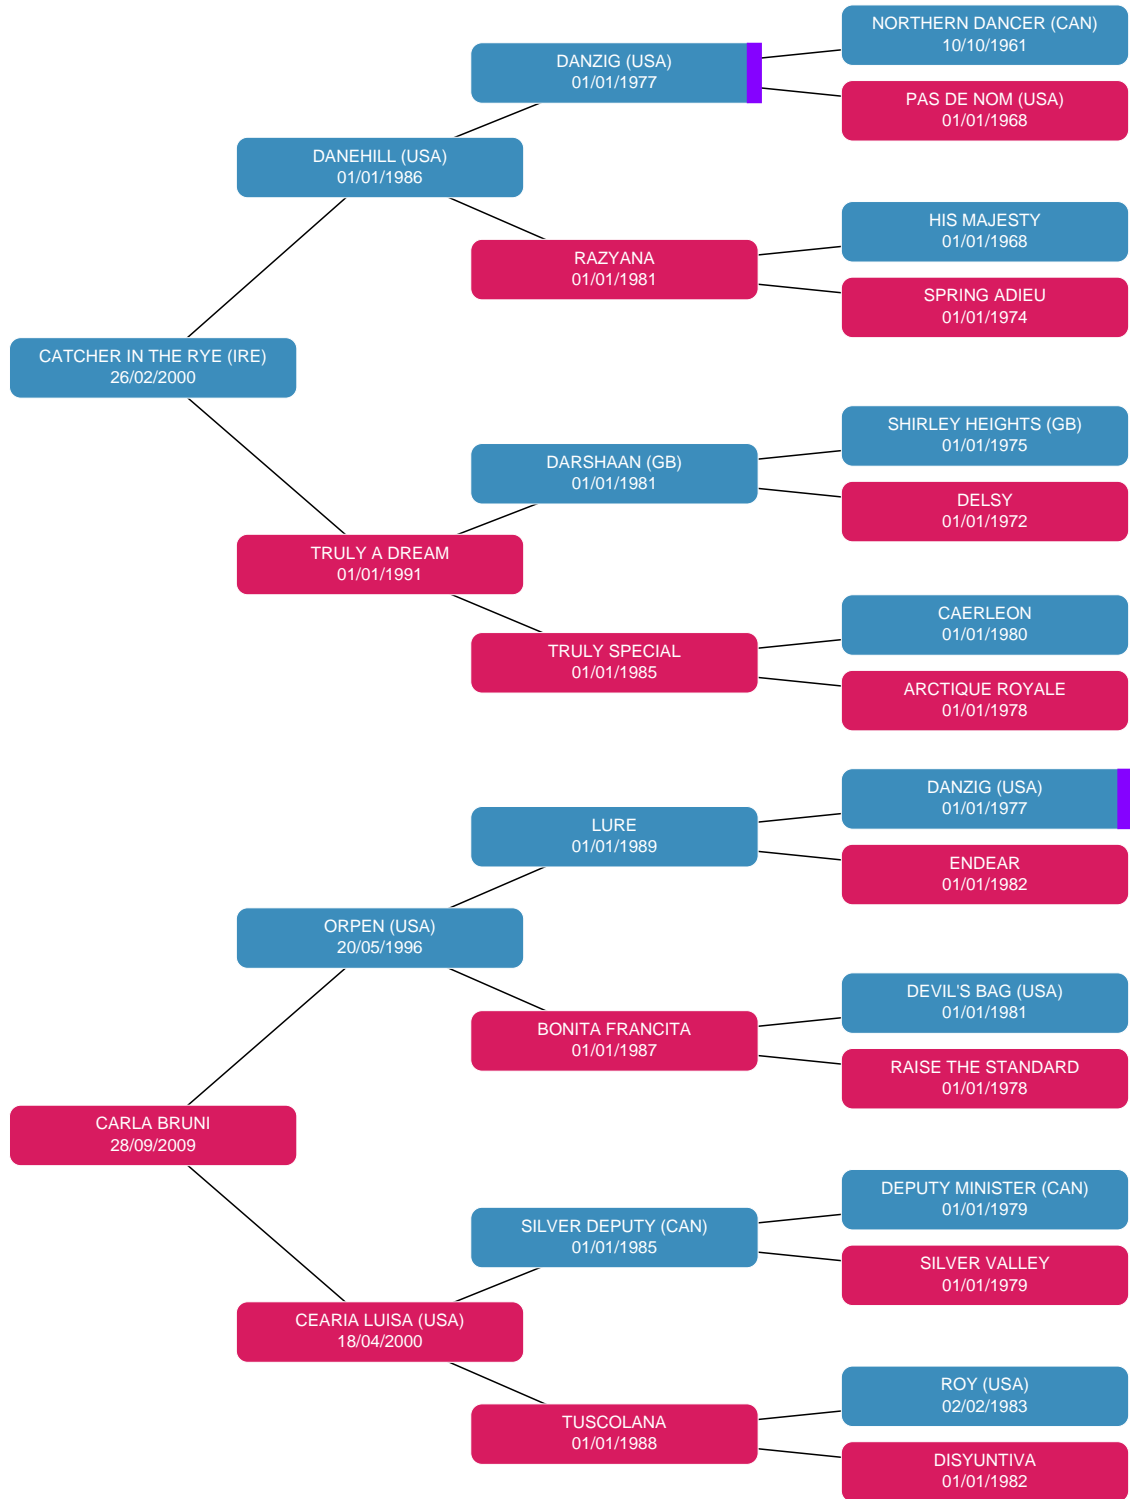 NORTHERN DANCER (CAN)
10/10/1961
DANZIG (USA)
01/01/1977
PAS DE NOM (USA)
01/01/1968
DANEHILL (USA)
01/01/1986
HIS MAJESTY
01/01/1968
RAZYANA
01/01/1981
SPRING ADIEU
01/01/1974
CATCHER IN THE RYE (IRE)
26/02/2000
SHIRLEY HEIGHTS (GB)
01/01/1975
DARSHAAN (GB)
01/01/1981
DELSY
01/01/1972
TRULY A DREAM
01/01/1991
CAERLEON
01/01/1980
TRULY SPECIAL
01/01/1985
ARCTIQUE ROYALE
01/01/1978
DANZIG (USA)
01/01/1977
LURE
01/01/1989
ENDEAR
01/01/1982
ORPEN (USA)
20/05/1996
DEVIL'S BAG (USA)
01/01/1981
BONITA FRANCITA
01/01/1987
RAISE THE STANDARD
01/01/1978
CARLA BRUNI
28/09/2009
DEPUTY MINISTER (CAN)
01/01/1979
SILVER DEPUTY (CAN)
01/01/1985
SILVER VALLEY
01/01/1979
CEARIA LUISA (USA)
18/04/2000
ROY (USA)
02/02/1983
TUSCOLANA
01/01/1988
DISYUNTIVA
01/01/1982